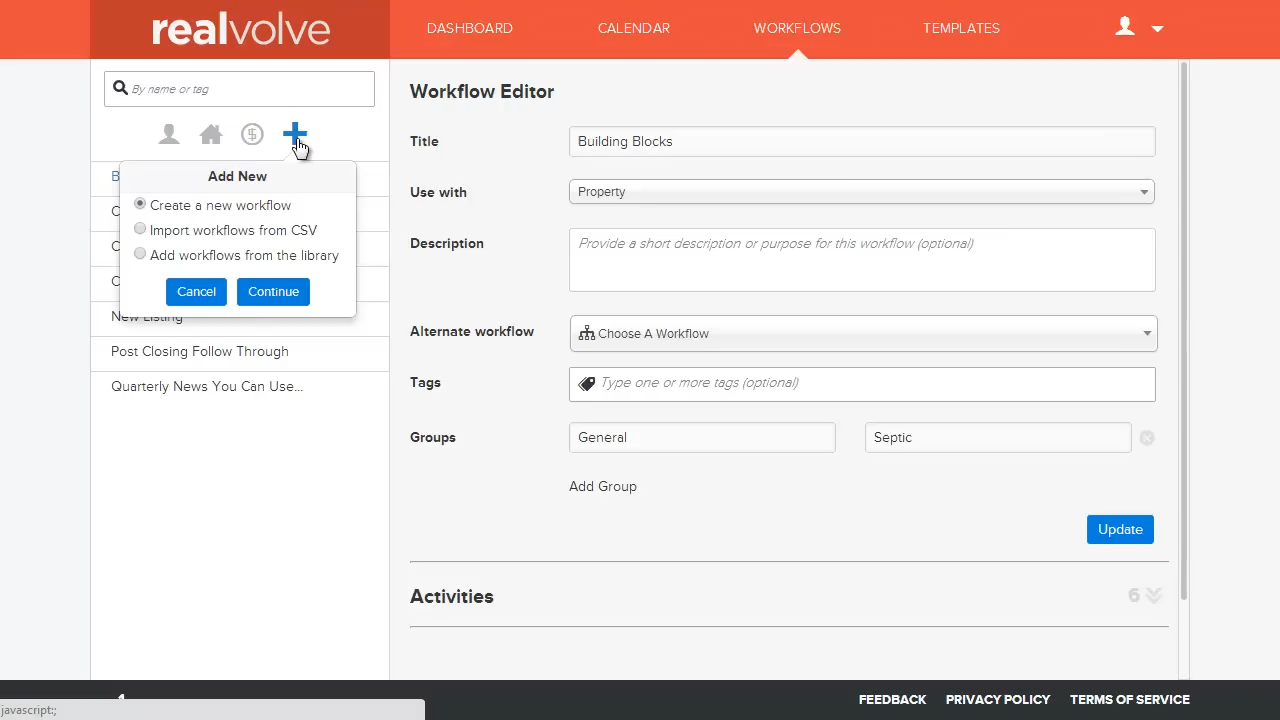 realvolve
DASHBOARD
CALENDAR
WORKFLOWS
TEMPLATES
By name or tag
Add New
Create a new workflow
Import workflows from CSV
Add workflows from the library
Cancel
Continue
B
C
C
C
New Listing
Post Closing Follow Through
Quarterly News You Can Use...
Workflow Editor
Title
Building Blocks
Use with
Property
Description
Provide a short description or purpose for this workflow (optional)
Alternate workflow
Choose A Workflow
Tags
Type one or more tags (optional)
Groups
General
Septic
Add Group
Update
Activities
6
FEEDBACK
PRIVACY POLICY
TERMS OF SERVICE
javascript:;